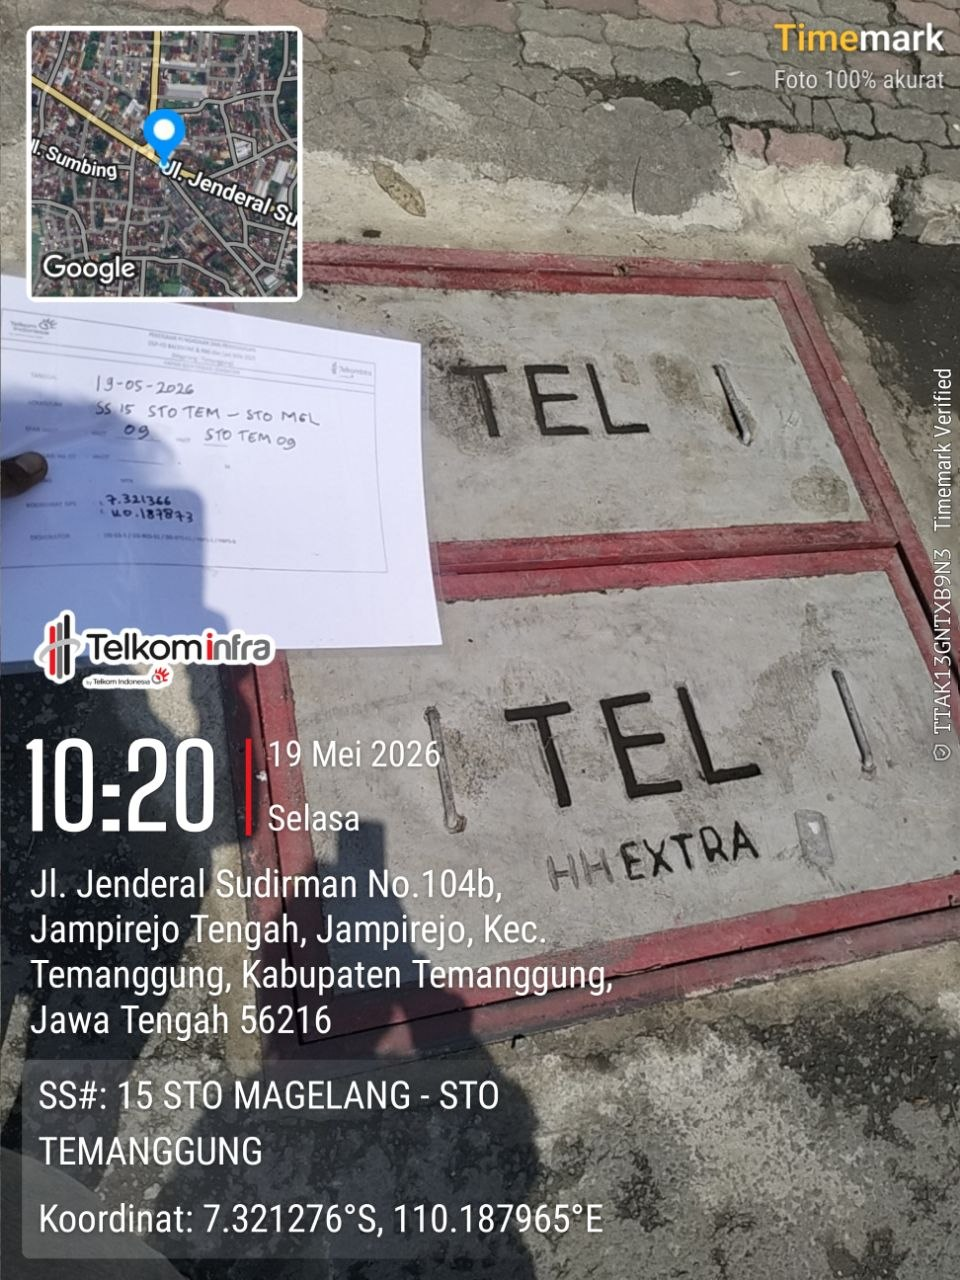 Timemark
Foto 100% akurat
Jl. Sumbing
Jl. Jenderal Su
Google
Telkom
Indonesia
TelkomInfra
19-05-2026
SS 15 STO TEM - STO MGL
09 STO TEM 09
7.321366
110.187873
TEL
TEL
HH EXTRA
Telkominfra
by Telkom Indonesia
10:20
19 Mei 2026
Selasa
Jl. Jenderal Sudirman No.104b,
Jampirejo Tengah, Jampirejo, Kec.
Temanggung, Kabupaten Temanggung,
Jawa Tengah 56216
SS#: 15 STO MAGELANG - STO
TEMANGGUNG
Koordinat: 7.321276°S, 110.187965°E
TTAK13GNTXB9N3 Timemark Verified